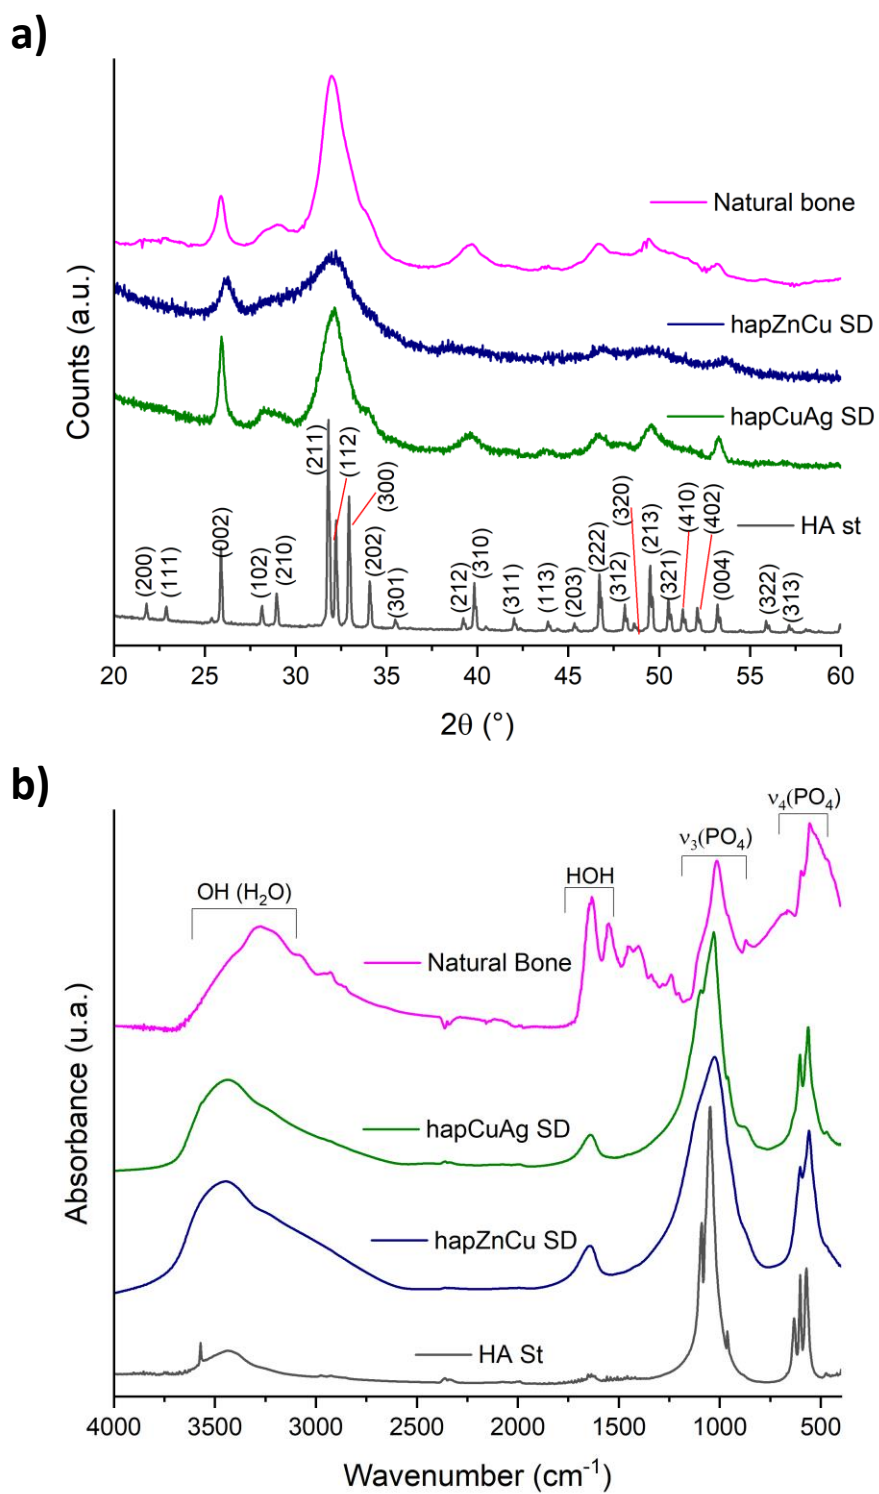 a)
Natural bone
hapZnCu SD
hapCuAg SD
HA st
Counts (a.u.)
(200)
(111)
(002)
(102)
(210)
(211)
(112)
(300)
(202)
(301)
(212)
(310)
(311)
(113)
(203)
(222)
(312)
(320)
(213)
(321)
(410)
(402)
(004)
(322)
(313)
20 25 30 35 40 45 50 55 60
2θ (°)
b)
ν₄(PO₄)
ν₃(PO₄)
HOH
OH (H₂O)
Natural Bone
hapCuAg SD
hapZnCu SD
HA St
Absorbance (u.a.)
4000 3500 3000 2500 2000 1500 1000 500
Wavenumber (cm⁻¹)